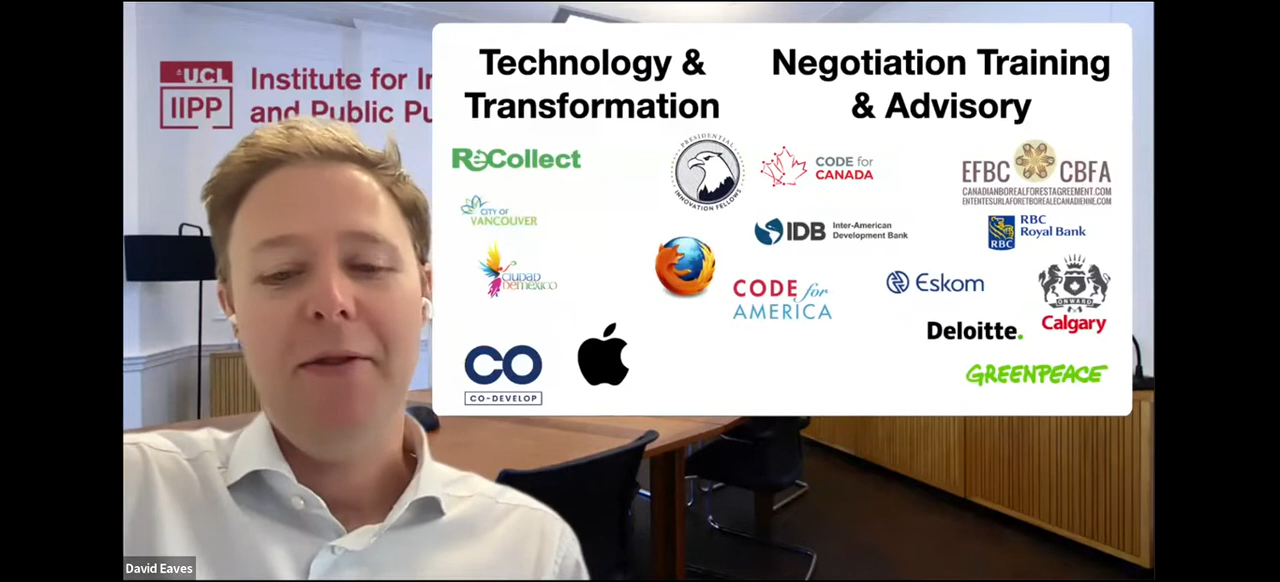 UCL
IIPP
Institute for I
and Public Pu
Technology &
Transformation
Negotiation Training
& Advisory
ReCollect
PRESIDENTIAL
INNOVATION FELLOWS
CODE for
CANADA
EFBC CBFA
CANADIANBOREALFORESTAGREEMENT.COM
ENTENTESURLAFORETBOREALECANADIENNE.COM
CITY OF
VANCOUVER
IDB
Inter-American
Development Bank
RBC
RBC
Royal Bank
CIUDAD
DE MEXICO
CODE for
AMERICA
Eskom
ONWARD
Calgary
Deloitte.
CO
CO-DEVELOP
GREENPEACE
David Eaves